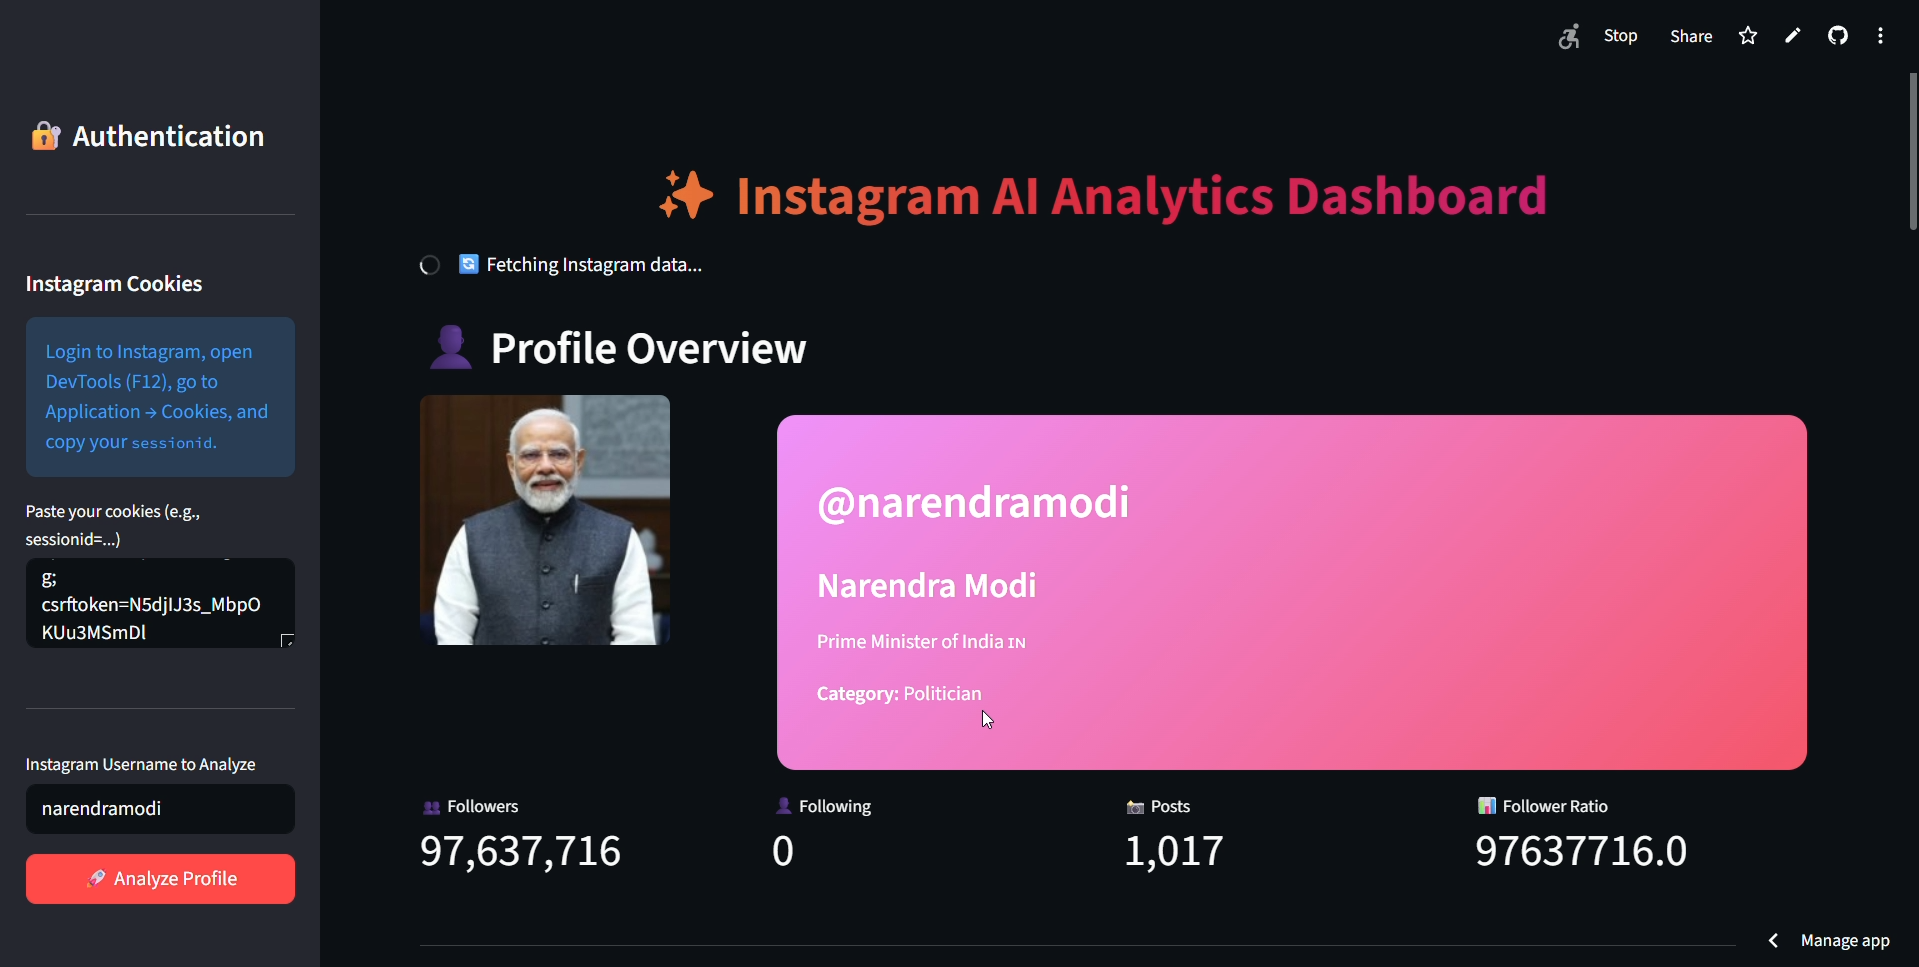 Stop
Share
Authentication
Instagram Cookies
Login to Instagram, open
DevTools (F12), go to
Application → Cookies, and
copy your sessionid.
Paste your cookies (e.g.,
sessionid=...)
g;
csrftoken=N5djIJ3s_MbpO
KUu3MSmDl
Instagram Username to Analyze
narendramodi
Analyze Profile
Instagram AI Analytics Dashboard
Fetching Instagram data...
Profile Overview
@narendramodi
Narendra Modi
Prime Minister of India IN
Category: Politician
Followers
97,637,716
Following
0
Posts
1,017
Follower Ratio
97637716.0
Manage app